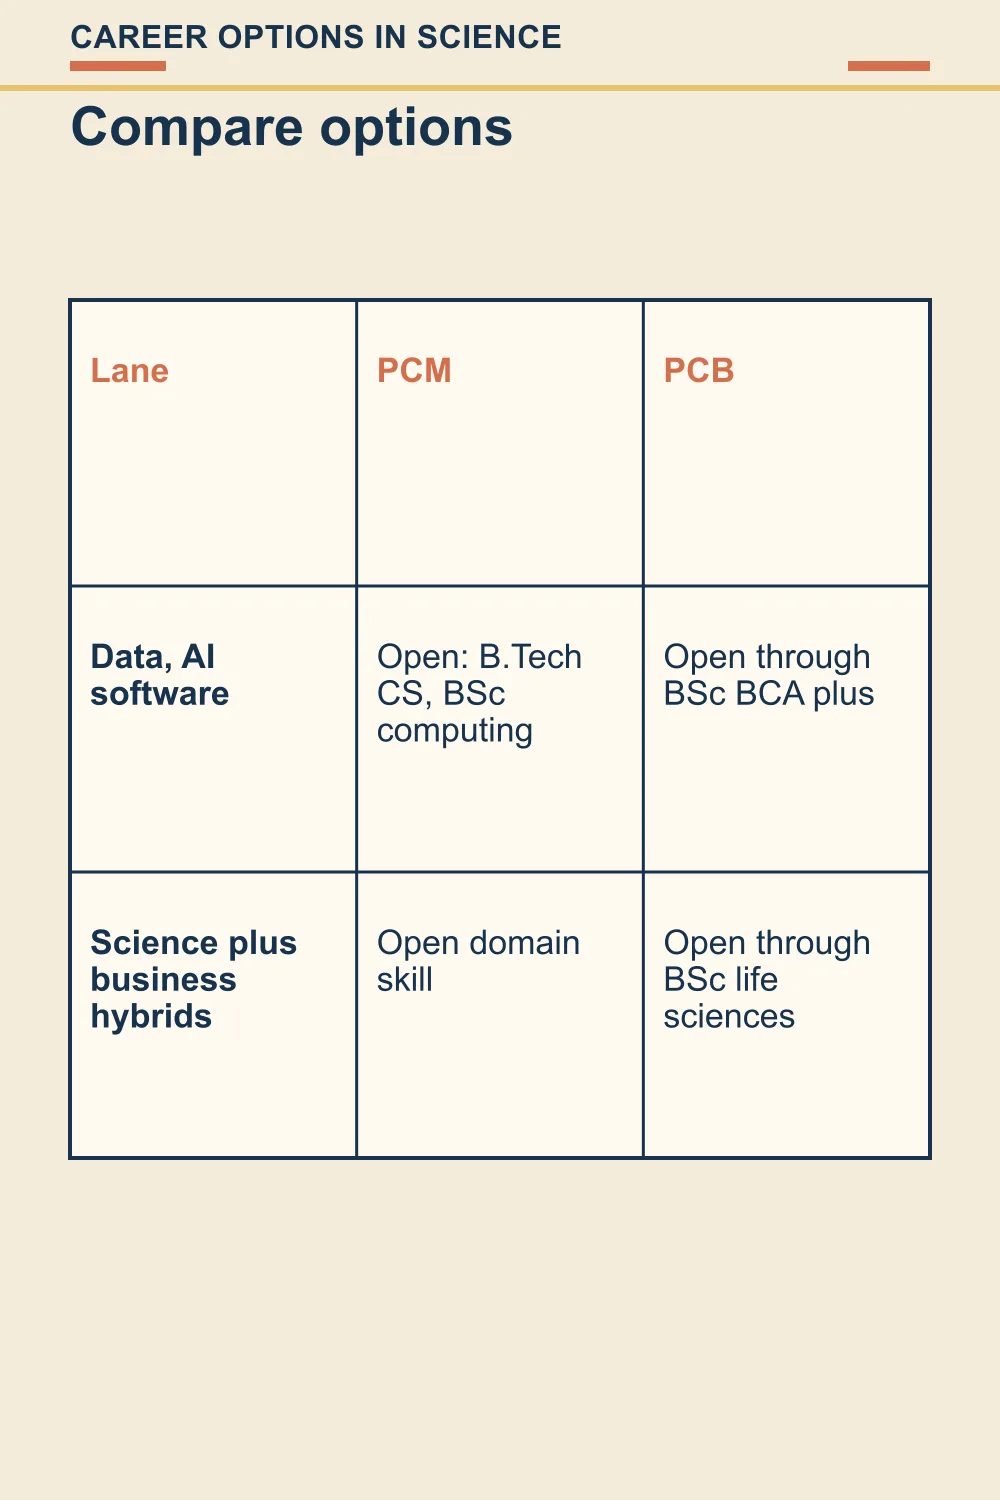 CAREER OPTIONS IN SCIENCE
Compare options
Lane
PCM
PCB
Data, AI
software
Open: B.Tech
CS, BSc
computing
Open through
BSc BCA plus
Science plus
business
hybrids
Open domain
skill
Open through
BSc life
sciences